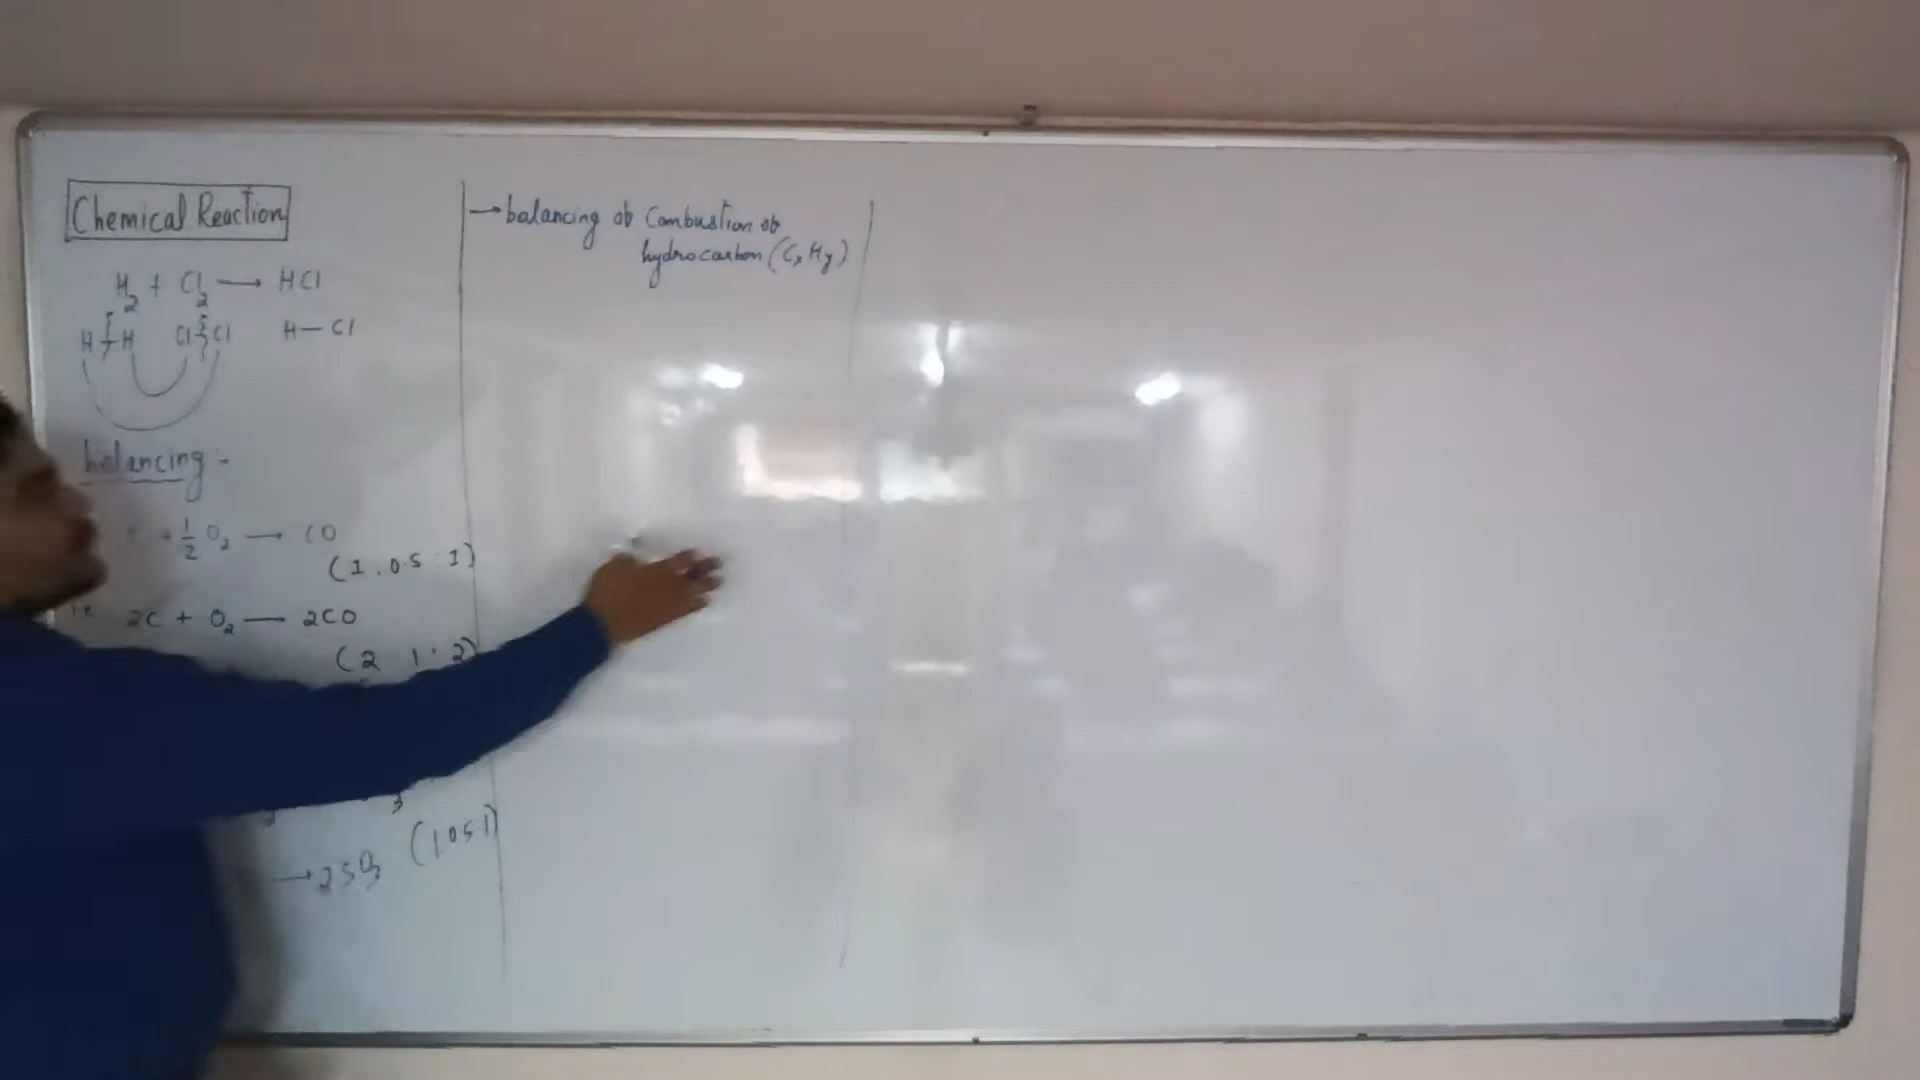 Chemical Reaction
H2 + Cl2 → HCl
H H Cl Cl H—Cl
balancing:-
+ 1/2 O2 → CO
(1 : 0.5 : 1)
2C + O2 → 2CO
(2 : 1 : 2)
(1 : 0.5 : 1)
→ 2SO3
→ balancing of Combustion of
hydrocarbon (CxHy)